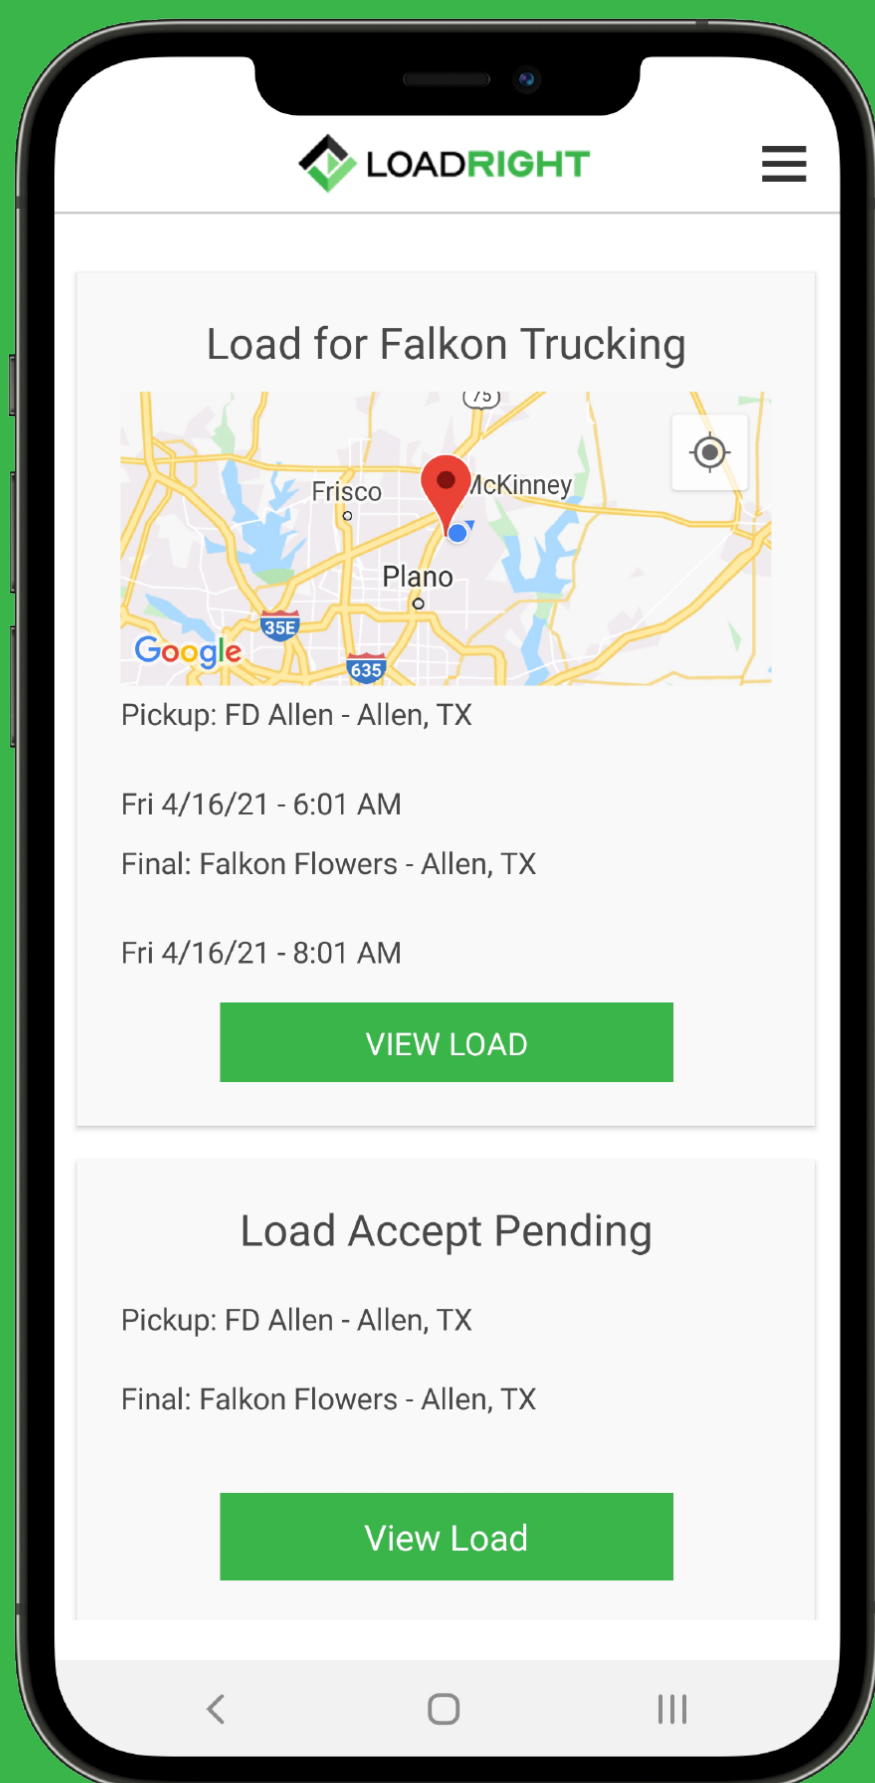 LOADRIGHT
Load for Falkon Trucking
75
Frisco
McKinney
Plano
35E
Google
635
Pickup: FD Allen - Allen, TX
Fri 4/16/21 - 6:01 AM
Final: Falkon Flowers - Allen, TX
Fri 4/16/21 - 8:01 AM
VIEW LOAD
Load Accept Pending
Pickup: FD Allen - Allen, TX
Final: Falkon Flowers - Allen, TX
View Load